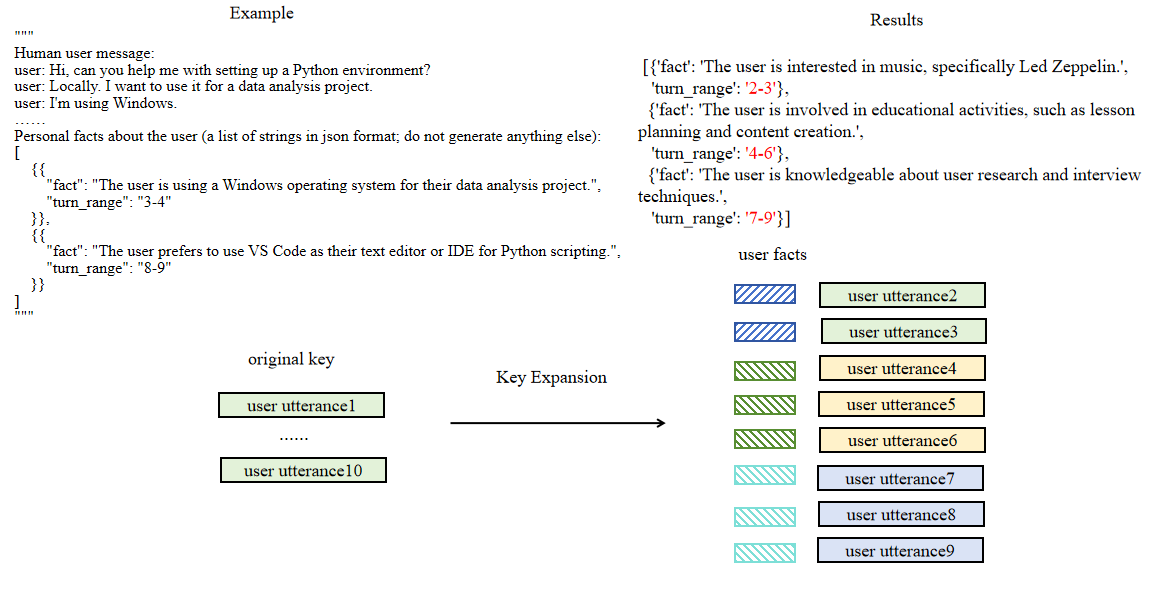 Example
"""
Human user message:
user: Hi, can you help me with setting up a Python environment?
user: Locally. I want to use it for a data analysis project.
user: I'm using Windows.
......
Personal facts about the user (a list of strings in json format; do not generate anything else):
[
{{
"fact": "The user is using a Windows operating system for their data analysis project.",
"turn_range": "3-4"
}},
{{
"fact": "The user prefers to use VS Code as their text editor or IDE for Python scripting.",
"turn_range": "8-9"
}}
]
"""
Results
[{'fact': 'The user is interested in music, specifically Led Zeppelin.',
'turn_range': '2-3'},
{'fact': 'The user is involved in educational activities, such as lesson
planning and content creation.',
'turn_range': '4-6'},
{'fact': 'The user is knowledgeable about user research and interview
techniques.',
'turn_range': '7-9'}]
original key
user utterance1
......
user utterance10
Key Expansion
user facts
user utterance2
user utterance3
user utterance4
user utterance5
user utterance6
user utterance7
user utterance8
user utterance9